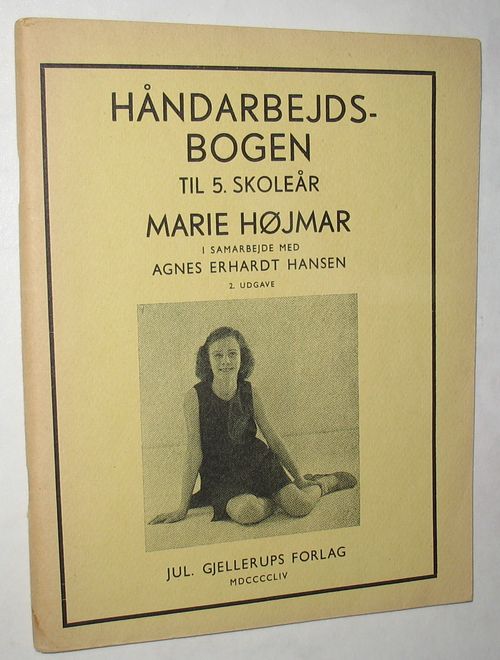 HÅNDARBEJDS-
BOGEN
TIL 5. SKOLEÅR
MARIE HØJMAR
I SAMARBEJDE MED
AGNES ERHARDT HANSEN
2. UDGAVE
JUL. GJELLERUPS FORLAG
MDCCCCLIV